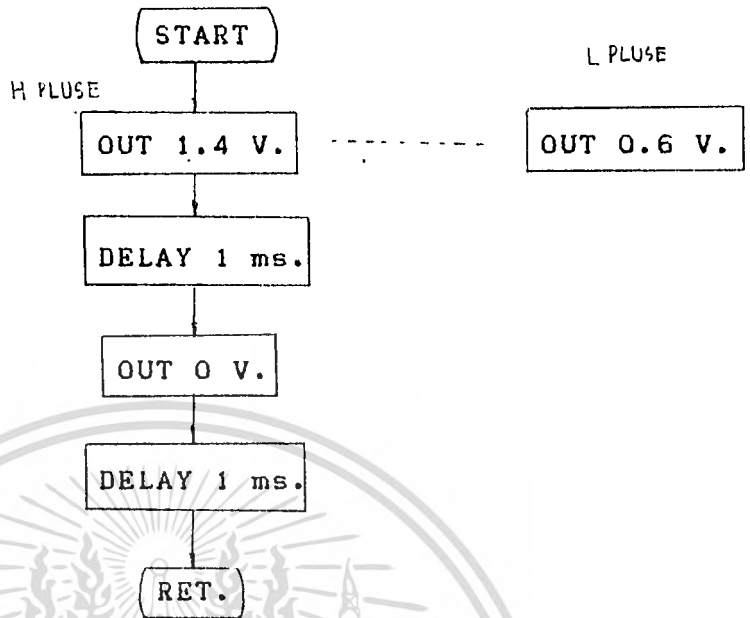 START
L PLUSE
H PLUSE
OUT 1.4 V.
OUT 0.6 V.
DELAY 1 ms.
OUT 0 V.
DELAY 1 ms.
RET.